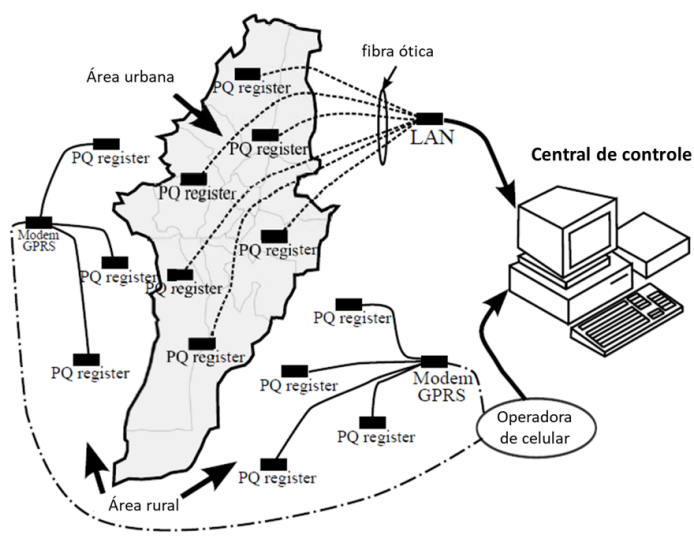 fibra ótica
Área urbana
PQ register
LAN
PQ register
PQ register
Central de controle
PQ register
Modem
GPRS
PQ register
PQ register
PQ register
PQ register
PQ register
PQ register
PQ register
Modem
GPRS
PQ register
Operadora
de celular
PQ register
Área rural